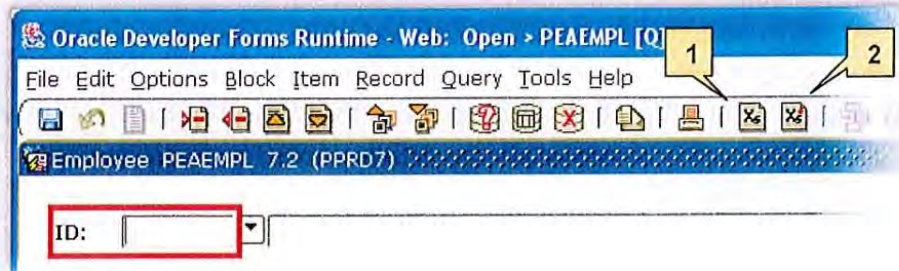 Oracle Developer Forms Runtime - Web: Open > PEAEMPL [Q]
1
2
File Edit Options Block Item Record Query Tools Help
Employee PEAEMPL 7.2 (PPRD7)
ID: